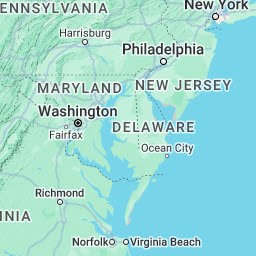 New York
ENNSYLVANIA
Harrisburg
Philadelphia
MARYLAND
NEW JERSEY
Washington
DELAWARE
Fairfax
Ocean City
Richmond
INIA
Norfolk
Virginia Beach